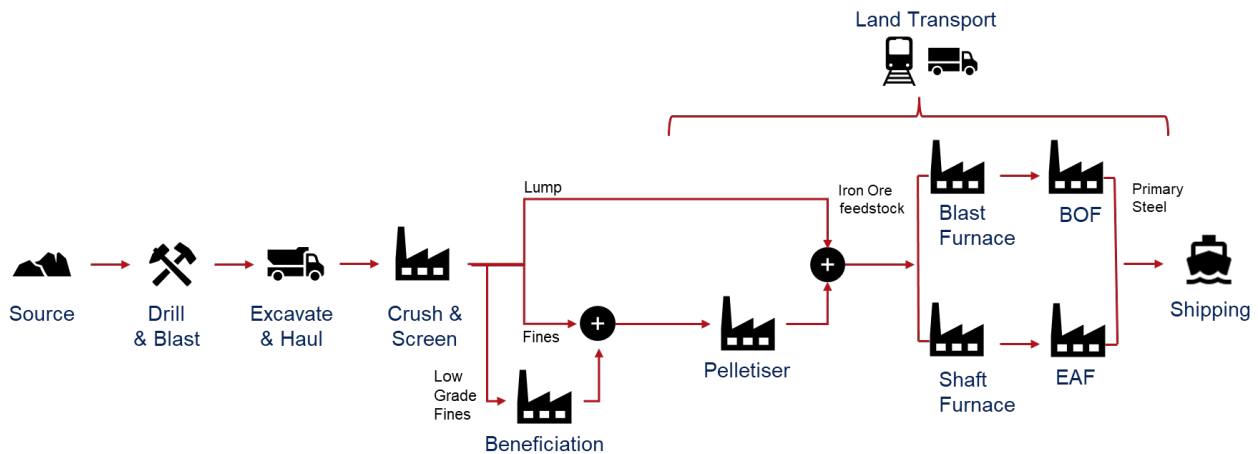 Land Transport
Lump
Iron Ore
feedstock
Blast
Furnace
BOF
Primary
Steel
Source
Drill
& Blast
Excavate
& Haul
Crush &
Screen
Fines
Pelletiser
Shipping
Low
Grade
Fines
Beneficiation
Shaft
Furnace
EAF